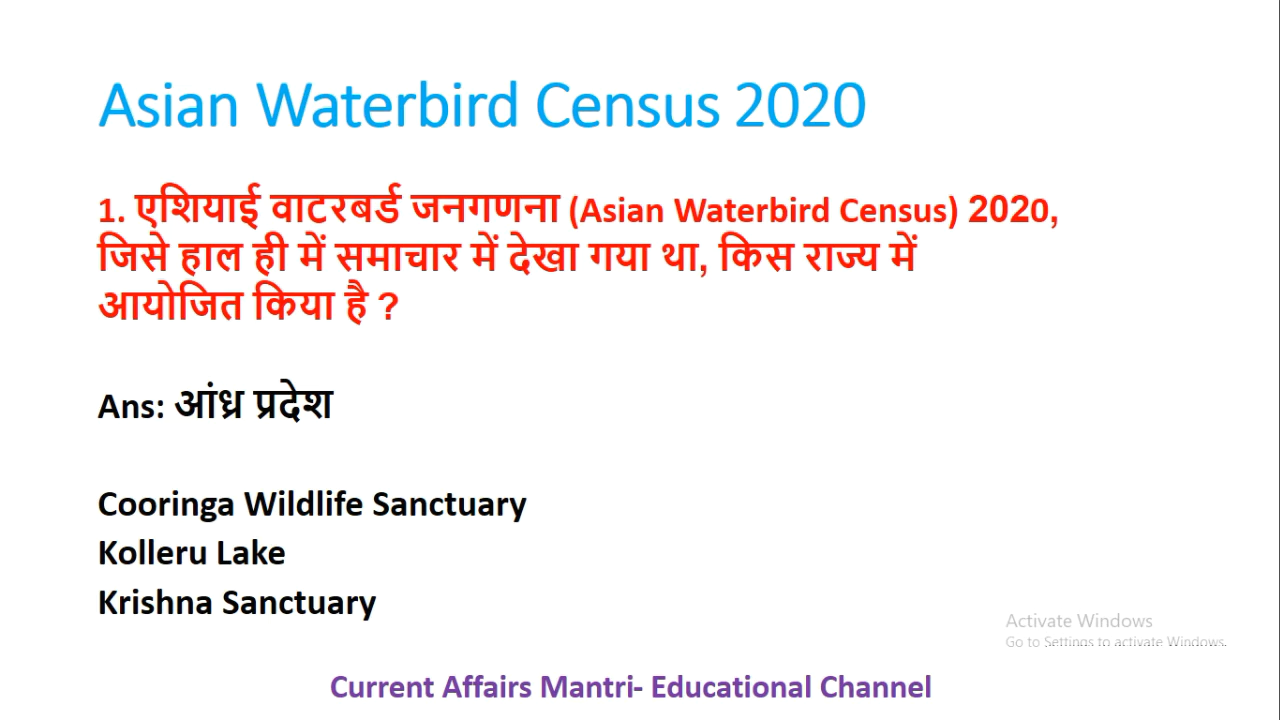 Asian Waterbird Census 2020
1. एशियाई वाटरबर्ड जनगणना (Asian Waterbird Census) 2020,
जिसे हाल ही में समाचार में देखा गया था, किस राज्य में
आयोजित किया है ?
Ans: आंध्र प्रदेश
Cooringa Wildlife Sanctuary
Kolleru Lake
Krishna Sanctuary
Activate Windows
Go to Settings to activate Windows.
Current Affairs Mantri- Educational Channel